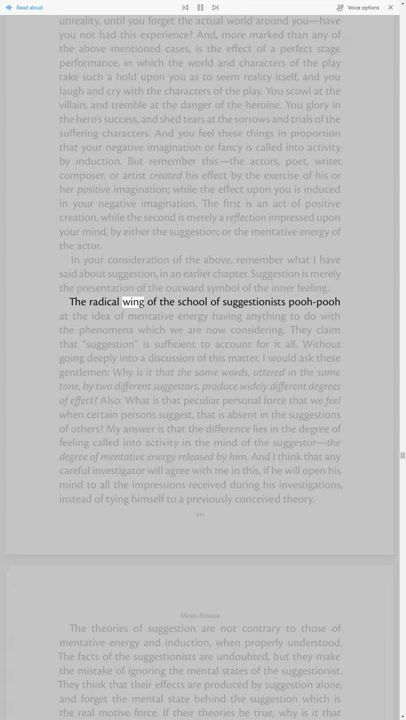 Read aloud
Voice options
unreality, until you forget the actual world around you—have
you not had this experience? And, more marked than any of
the above mentioned cases, is the effect of a perfect stage
performance, in which the world and characters of the play
take such a hold upon you as to seem reality itself, and you
laugh and cry with the characters of the play. You scowl at the
villain, and tremble at the danger of the heroine. You glory in
the hero's success, and shed tears at the sorrows and trials of the
suffering characters. And you feel these things in proportion
that your negative imagination or fancy is called into activity
by induction. But remember this—the actors, poet, writer,
composer, or artist created his effect by the exercise of his or
her positive imagination; while the effect upon you is induced
in your negative imagination. The first is an act of positive
creation, while the second is merely a reflection impressed upon
your mind, by either the suggestion; or the mentative energy of
the actor.
In your consideration of the above, remember what I have
said about suggestion, in an earlier chapter. Suggestion is merely
the presentation of the outward symbol of the inner feeling.
The radical wing of the school of suggestionists pooh-pooh
at the idea of mentative energy having anything to do with
the phenomena which we are now considering. They claim
that "suggestion" is sufficient to account for it all. Without
going deeply into a discussion of this matter, I would ask these
gentlemen: Why is it that the same words, uttered in the same
tone, by two different suggestors, produce widely different degrees
of effect? Also: What is that peculiar personal force that we feel
when certain persons suggest, that is absent in the suggestions
of others? My answer is that the difference lies in the degree of
feeling called into activity in the mind of the suggestor—the
degree of mentative energy released by him. And I think that any
careful investigator will agree with me in this, if he will open his
mind to all the impressions received during his investigations,
instead of tying himself to a previously conceived theory.
Mind-Power
The theories of suggestion are not contrary to those of
mentative energy and induction, when properly understood.
The facts of the suggestionists are undoubted, but they make
the mistake of ignoring the mental states of the suggestionist.
They think that their effects are produced by suggestion alone,
and forget the mental state behind the suggestion which is
the real motive force. If their theories be true, why is it that